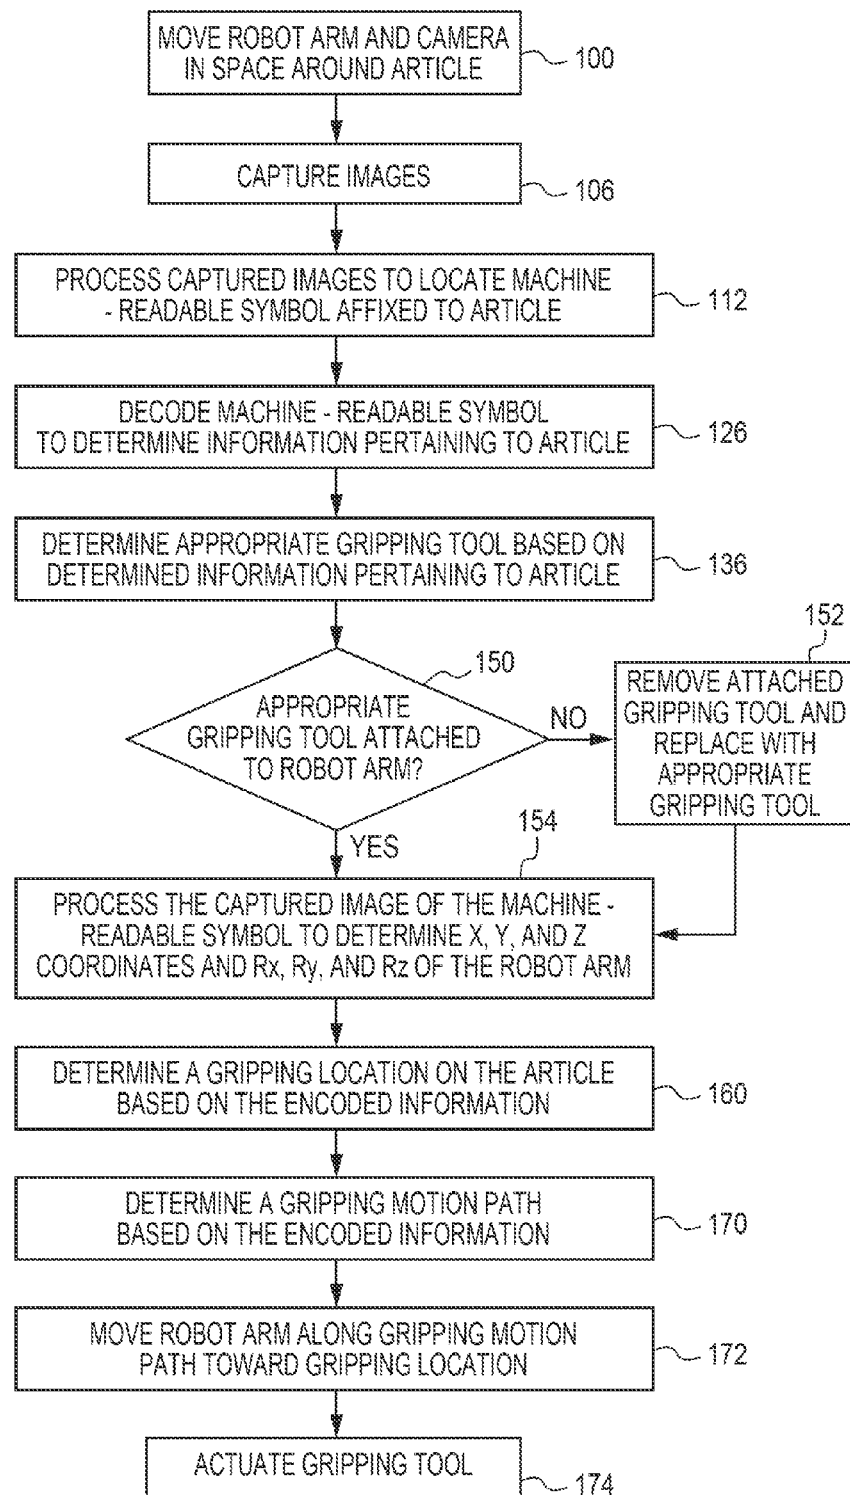 MOVE ROBOT ARM AND CAMERA
IN SPACE AROUND ARTICLE
100
CAPTURE IMAGES
106
PROCESS CAPTURED IMAGES TO LOCATE MACHINE
- READABLE SYMBOL AFFIXED TO ARTICLE
112
DECODE MACHINE - READABLE SYMBOL
TO DETERMINE INFORMATION PERTAINING TO ARTICLE
126
DETERMINE APPROPRIATE GRIPPING TOOL BASED ON
DETERMINED INFORMATION PERTAINING TO ARTICLE
136
150
APPROPRIATE
GRIPPING TOOL ATTACHED
TO ROBOT ARM?
NO
152
REMOVE ATTACHED
GRIPPING TOOL AND
REPLACE WITH
APPROPRIATE
GRIPPING TOOL
YES
154
PROCESS THE CAPTURED IMAGE OF THE MACHINE -
READABLE SYMBOL TO DETERMINE X, Y, AND Z
COORDINATES AND Rx, Ry, AND Rz OF THE ROBOT ARM
DETERMINE A GRIPPING LOCATION ON THE ARTICLE
BASED ON THE ENCODED INFORMATION
160
DETERMINE A GRIPPING MOTION PATH
BASED ON THE ENCODED INFORMATION
170
MOVE ROBOT ARM ALONG GRIPPING MOTION
PATH TOWARD GRIPPING LOCATION
172
ACTUATE GRIPPING TOOL
174